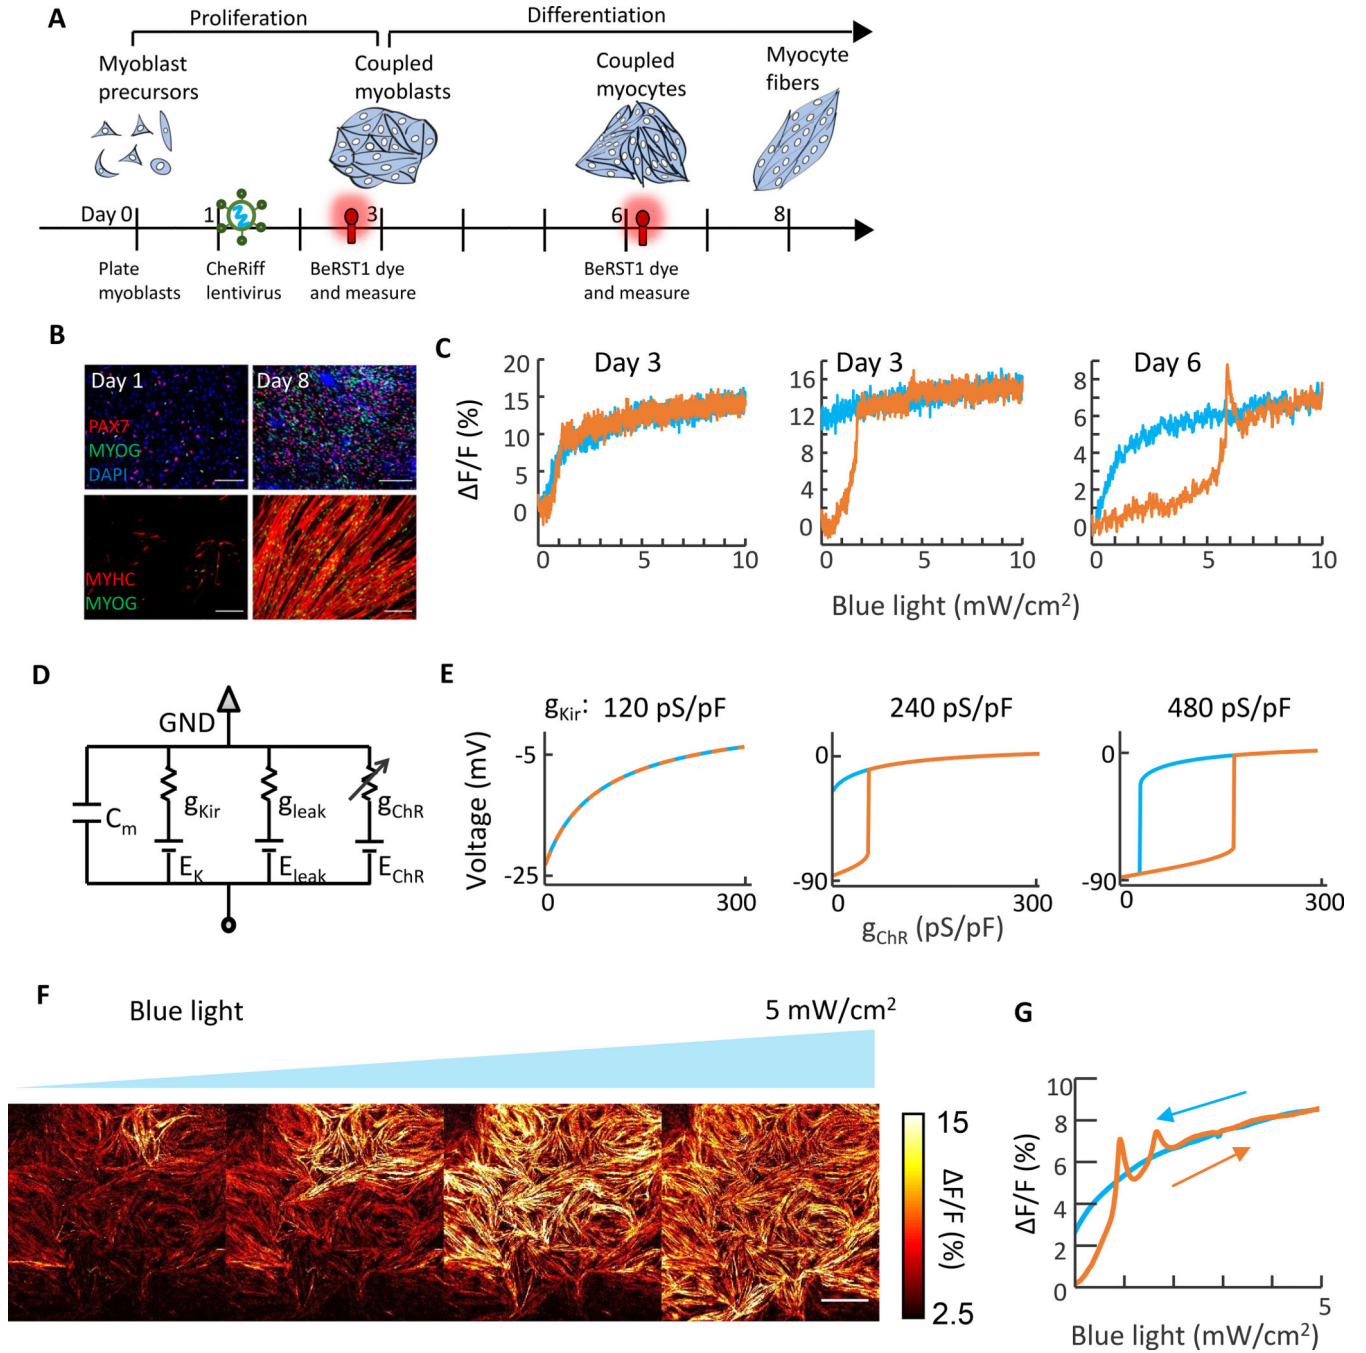 A
Proliferation
Differentiation
Myoblast
precursors
Coupled
myoblasts
Coupled
myocytes
Myocyte
fibers
Day 0
1
3
6
8
Plate
myoblasts
CheRiff
lentivirus
BeRST1 dye
and measure
BeRST1 dye
and measure
B
Day 1
Day 8
PAX7
MYOG
DAPI
MYHC
MYOG
C
Day 3
Day 3
Day 6
ΔF/F (%)
20
15
10
5
0
0
5
10
16
12
8
4
0
0
5
10
8
6
4
2
0
0
5
10
Blue light (mW/cm²)
D
GND
Cm
gKir
gleak
gChR
EK
Eleak
EChR
E
gKir: 120 pS/pF
240 pS/pF
480 pS/pF
Voltage (mV)
-5
-25
0
300
0
-90
0
300
0
-90
0
300
gChR (pS/pF)
F
Blue light
5 mW/cm²
15
ΔF/F (%)
2.5
G
ΔF/F (%)
10
8
6
4
2
0
5
Blue light (mW/cm²)